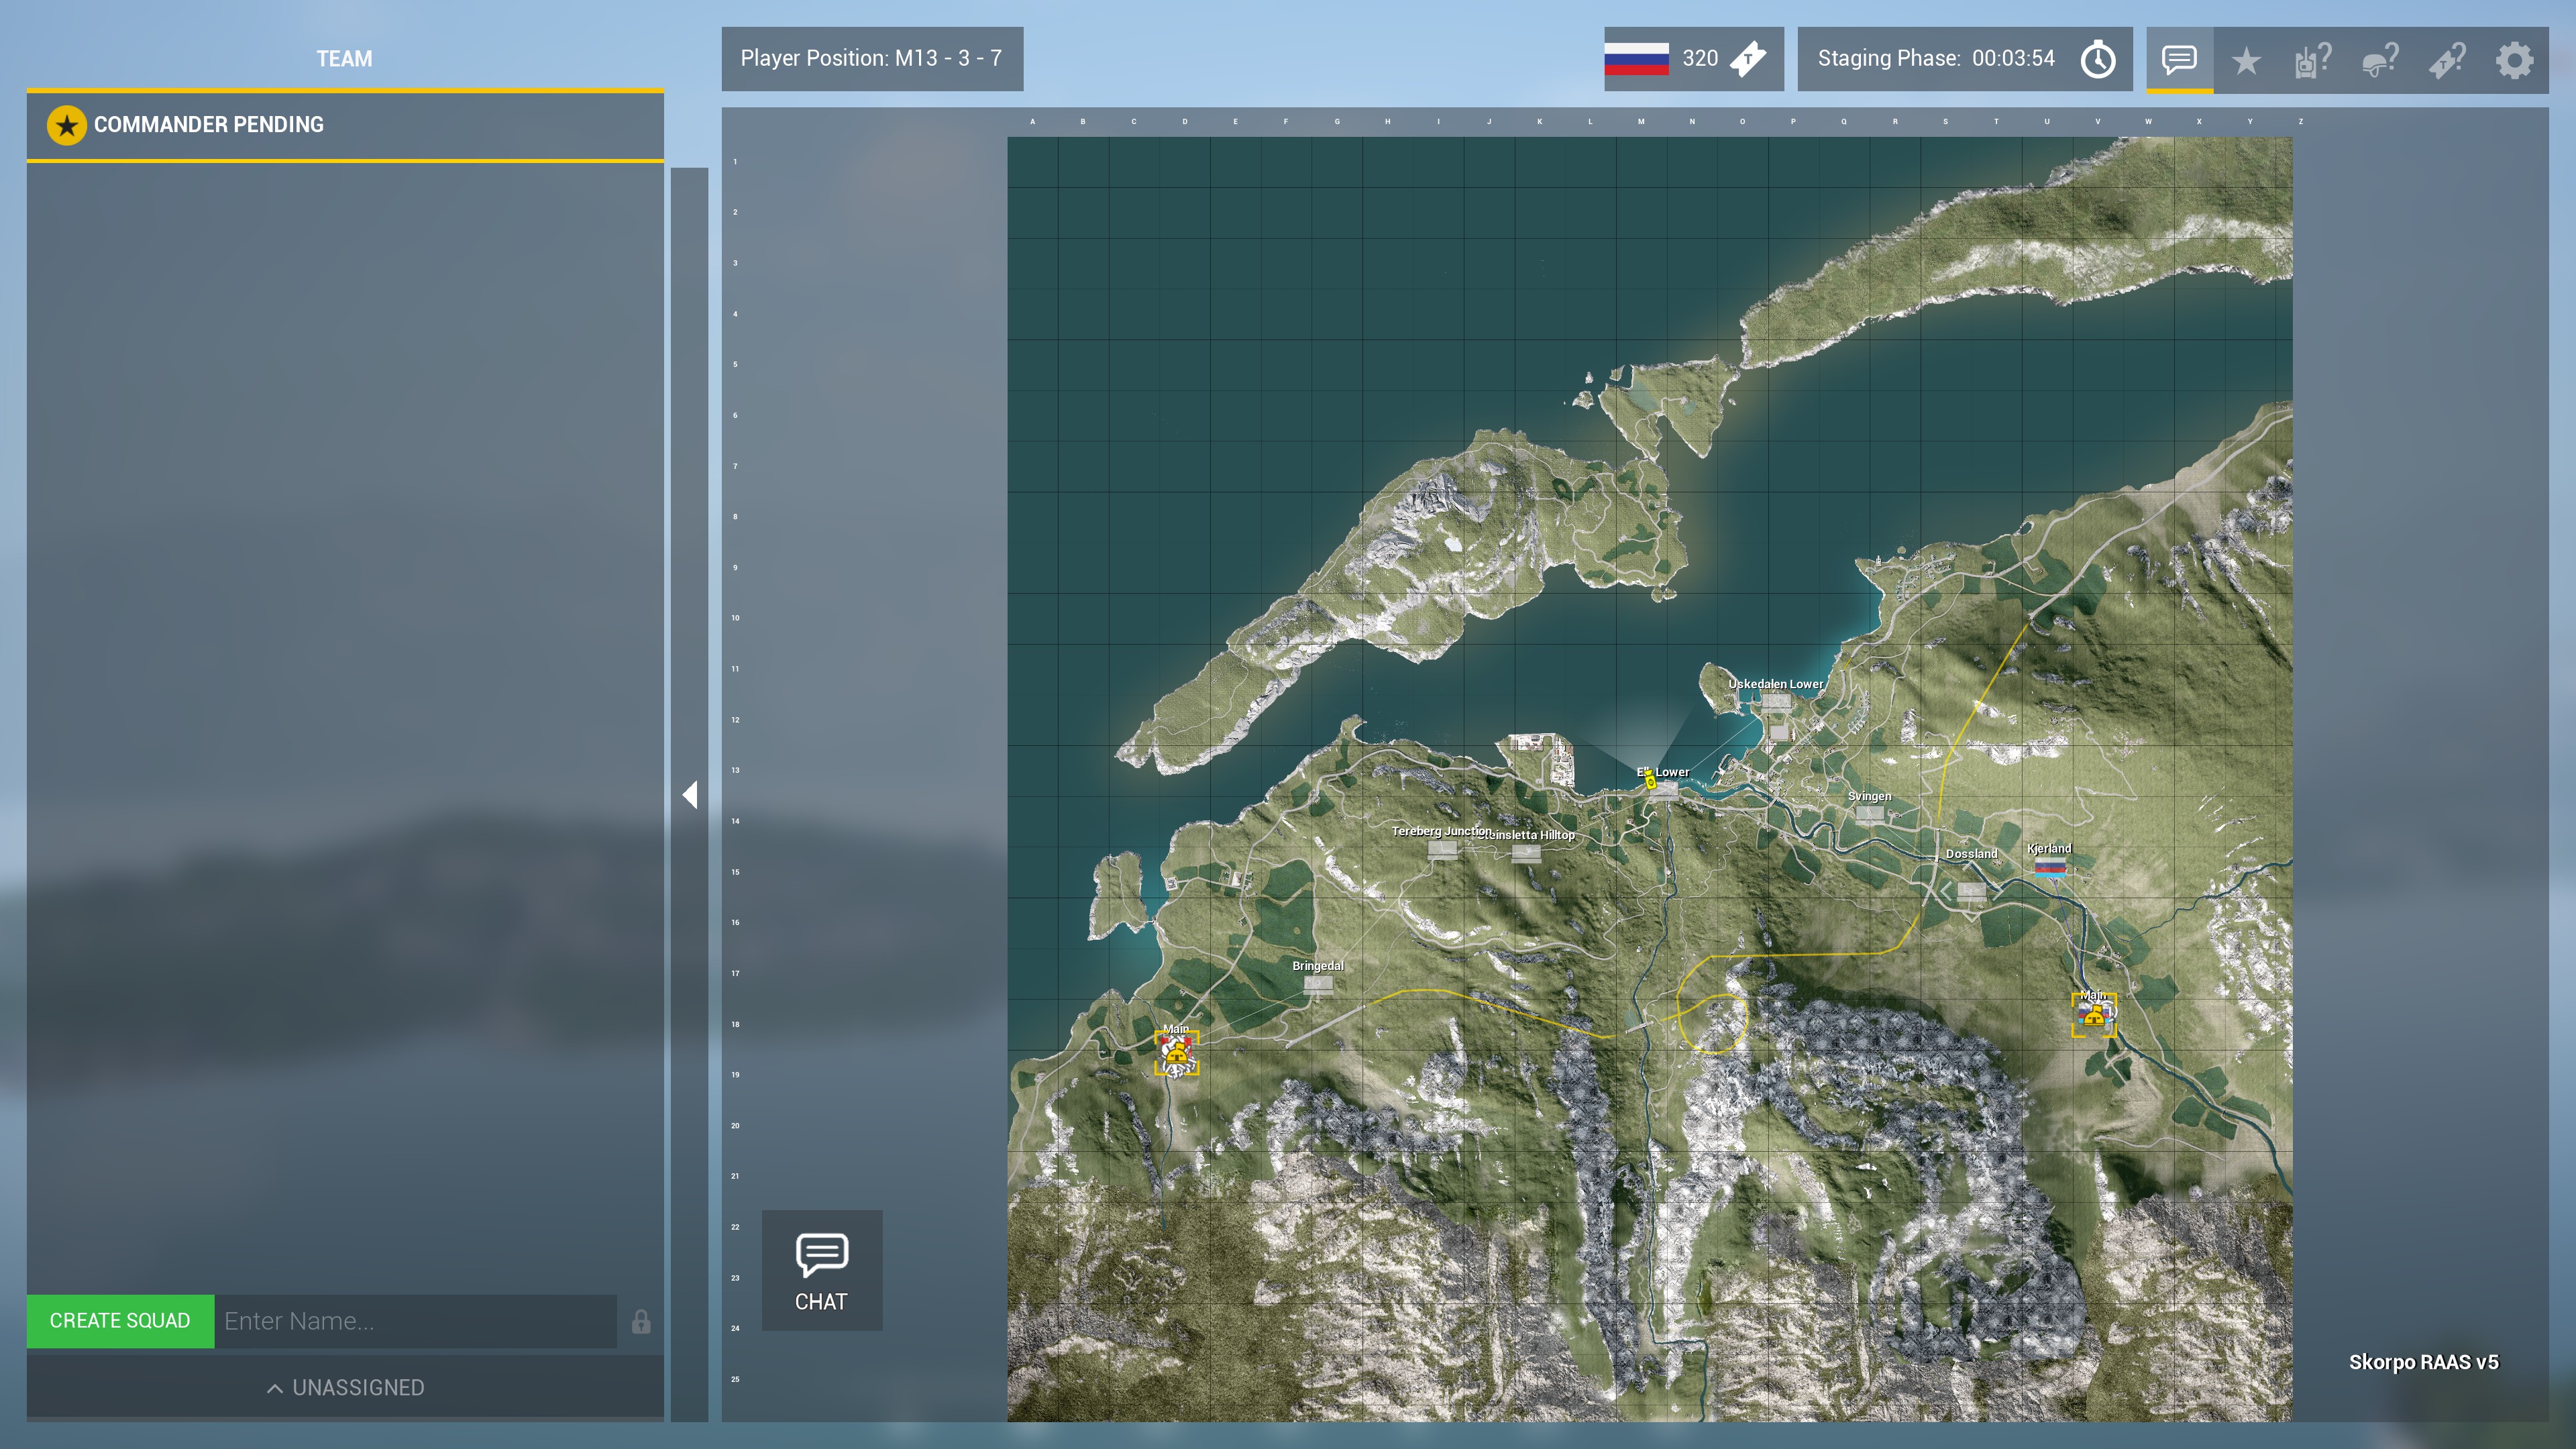 TEAM
Player Position: M13 - 3 - 7
320
Staging Phase: 00:03:54
COMMANDER PENDING
A B C D E F G H I J K L M N O P Q R S T U V W X Y Z
1
2
3
4
5
6
7
8
9
10
11
Uskedalen Lower
12
13
Lower
Svingen
14
Tereberg Junction
Hilltop
Kjerland
Dossland
15
16
Bringedal
17
Main
18
Main
19
20
21
22
23
CHAT
24
25
CREATE SQUAD Enter Name...
UNASSIGNED
Skorpo RAAS v5